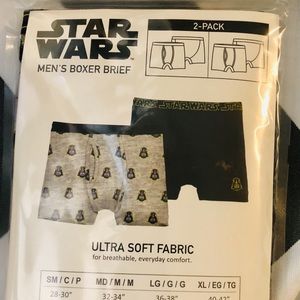 STAR
WARS
MEN'S BOXER BRIEF
2-PACK
STAR WARS
ULTRA SOFT FABRIC
for breathable, everyday comfort.
SM / C / P MD / M / M LG / G / G XL / EG / TG
28-30" 32-34" 36-38" 40-42"